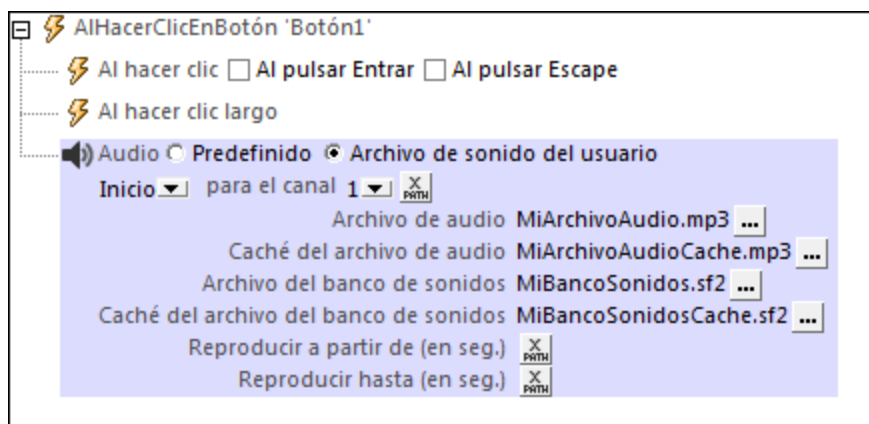 AlHacerClicEnBotón 'Botón1'
Al hacer clic Al pulsar Entrar Al pulsar Escape
Al hacer clic largo
Audio Predefinido Archivo de sonido del usuario
Inicio para el canal 1 X PATH
Archivo de audio MiArchivoAudio.mp3 ...
Caché del archivo de audio MiArchivoAudioCache.mp3 ...
Archivo del banco de sonidos MiBancoSonidos.sf2 ...
Caché del archivo del banco de sonidos MiBancoSonidosCache.sf2 ...
Reproducir a partir de (en seg.) X PATH
Reproducir hasta (en seg.) X PATH